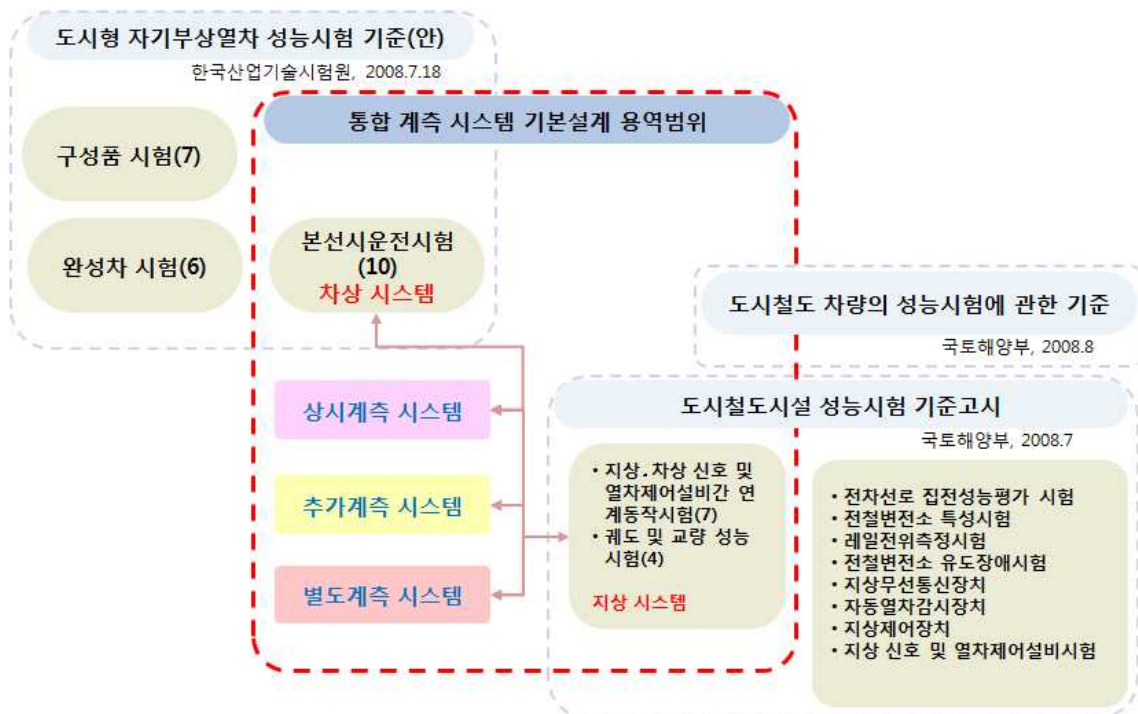 도시형 자기부상열차 성능시험 기준(안)
한국산업기술시험원, 2008.7.18
통합 계측 시스템 기본설계 용역범위
구성품 시험(7)
완성차 시험(6)
본선시운전시험
(10)
차상 시스템
도시철도 차량의 성능시험에 관한 기준
국토해양부, 2008.8
상시계측 시스템
추가계측 시스템
별도계측 시스템
도시철도시설 성능시험 기준고시
국토해양부, 2008.7
• 지상.차상 신호 및
열차제어설비간 연
계동작시험(7)
• 궤도 및 교량 성능
시험(4)
지상 시스템
• 전차선로 집전성능평가 시험
• 전철변전소 특성시험
• 레일전위측정시험
• 전철변전소 유도장애시험
• 지상무선통신장치
• 자동열차감시장치
• 지상제어장치
• 지상 신호 및 열차제어설비시험